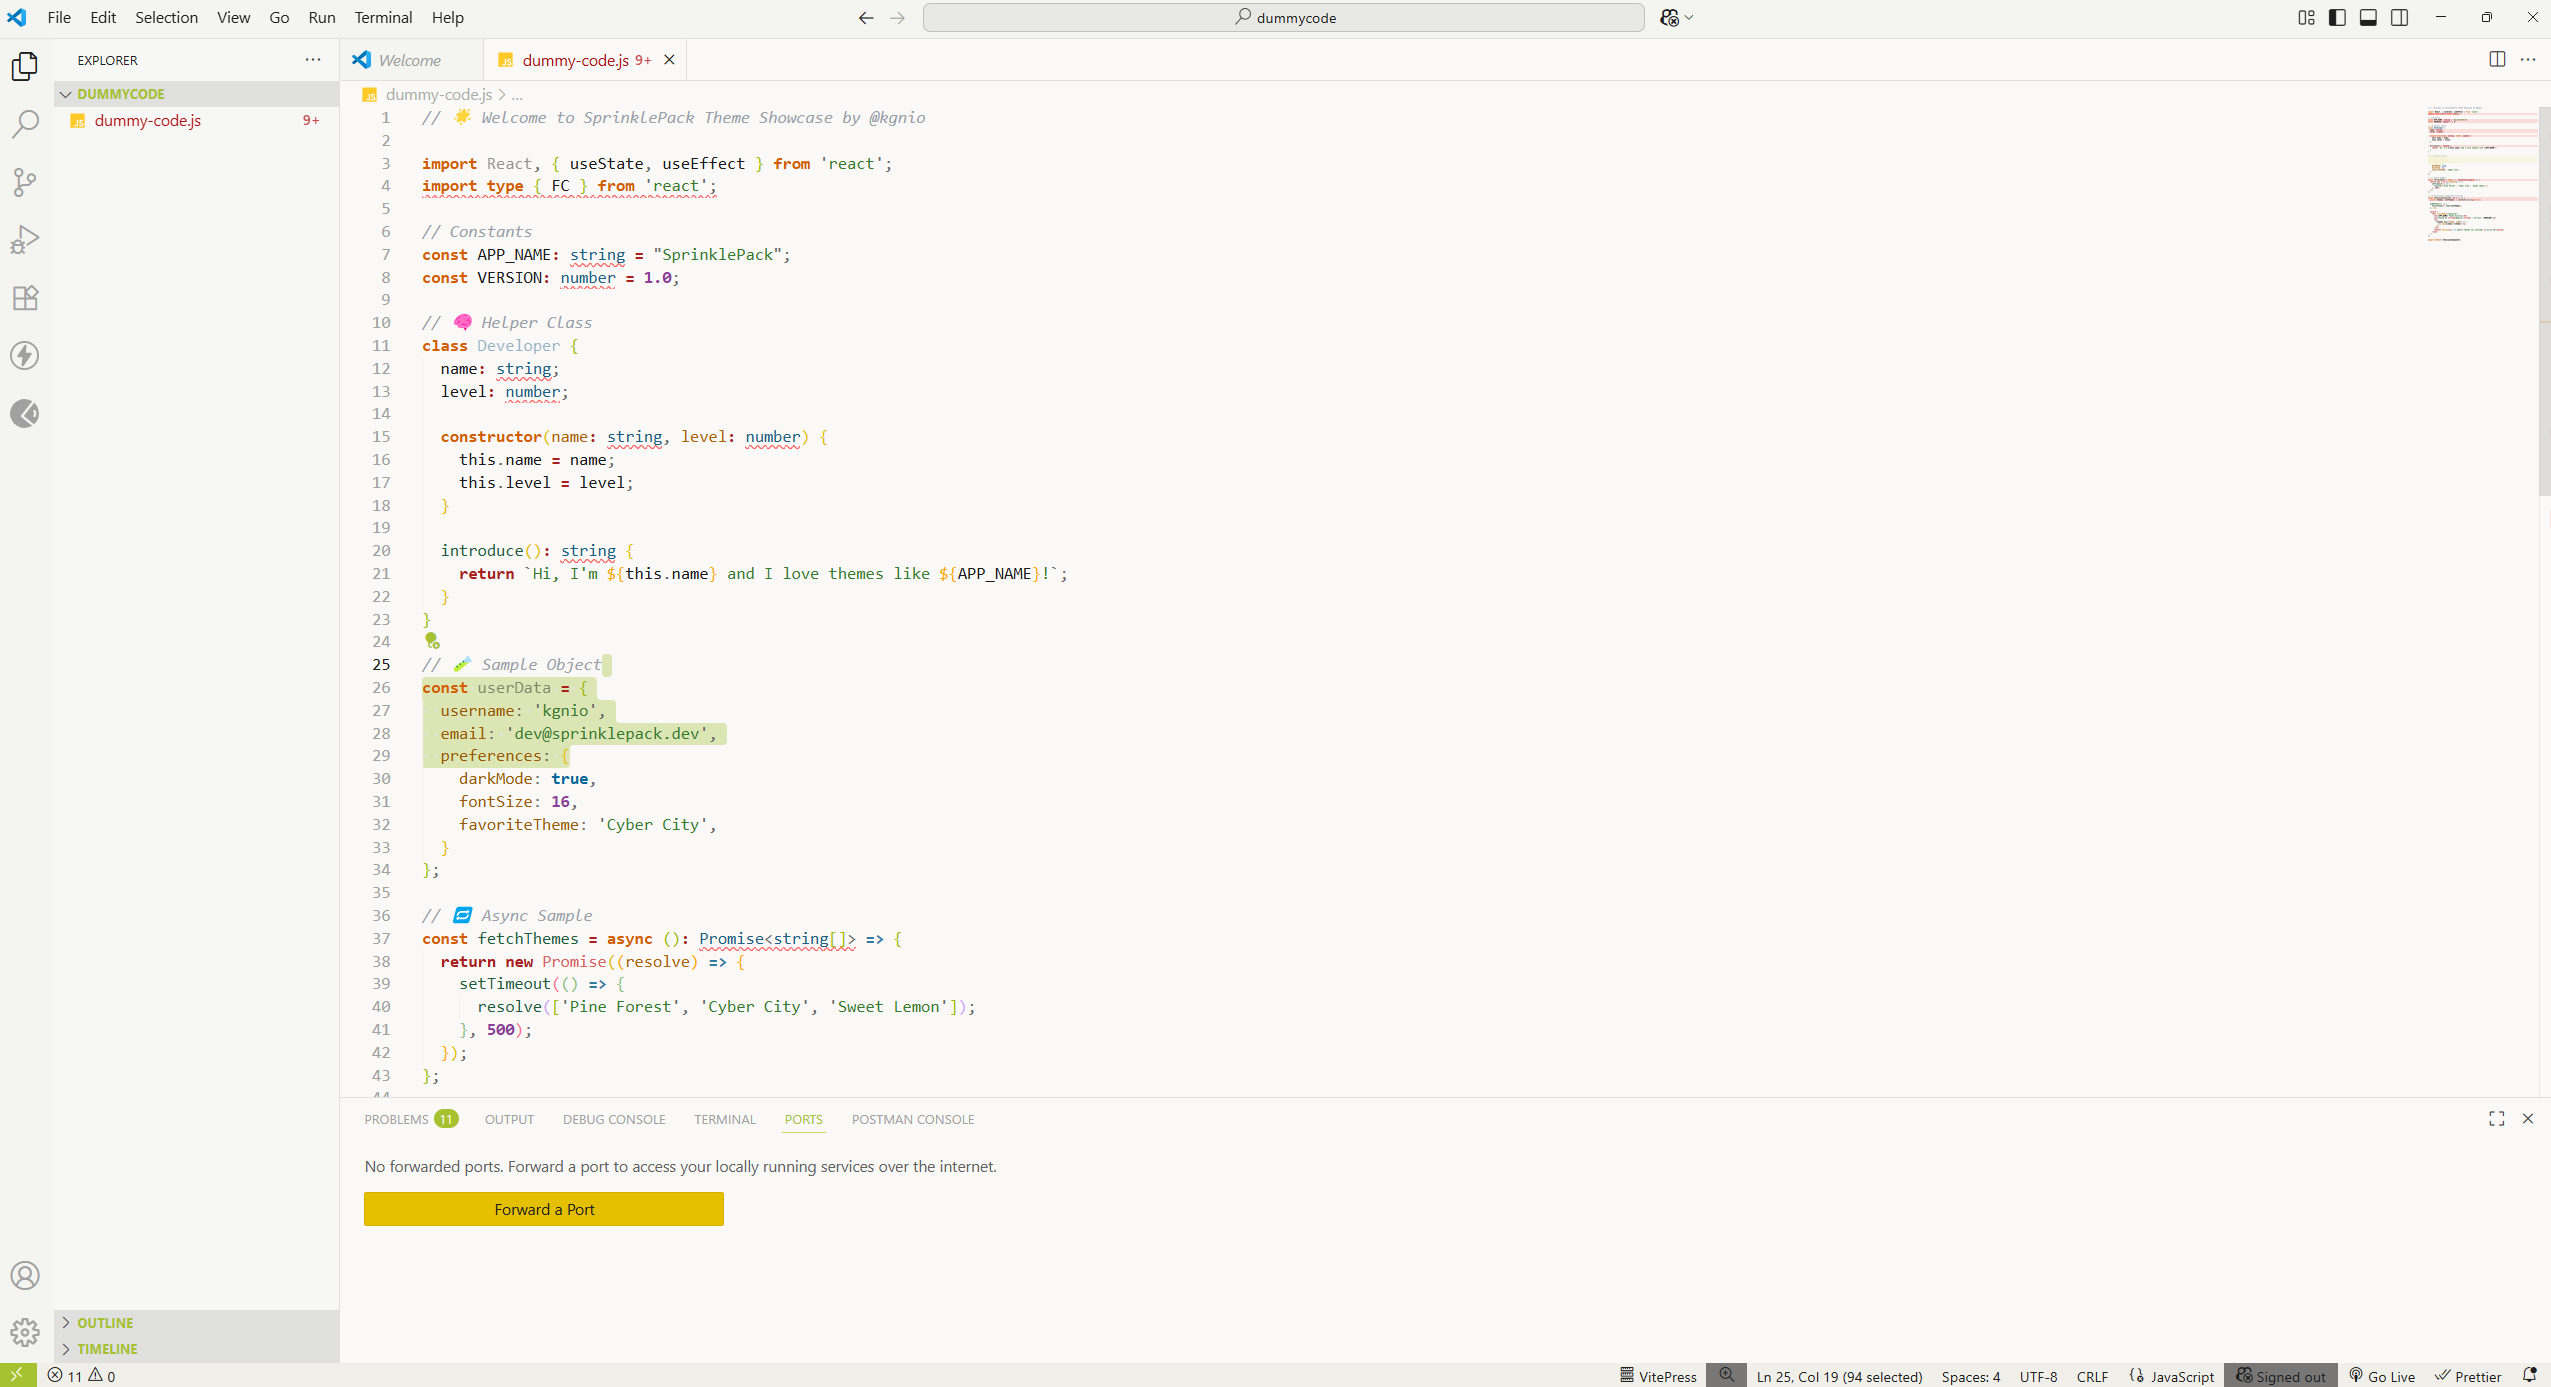 File Edit Selection View Go Run Terminal Help
dummycode
EXPLORER
Welcome
dummy-code.js 9+
DUMMYCODE
dummy-code.js 9+
dummy-code.js > ...
1 // ☀️ Welcome to SprinklePack Theme Showcase by @kgnio
2
3 import React, { useState, useEffect } from 'react';
4 import type { FC } from 'react';
5
6 // Constants
7 const APP_NAME: string = "SprinklePack";
8 const VERSION: number = 1.0;
9
10 // 🧠 Helper Class
11 class Developer {
12 name: string;
13 level: number;
14
15 constructor(name: string, level: number) {
16 this.name = name;
17 this.level = level;
18 }
19
20 introduce(): string {
21 return `Hi, I'm ${this.name} and I love themes like ${APP_NAME}!`;
22 }
23 }
24
25 // 🧪 Sample Object
26 const userData = {
27 username: 'kgnio',
28 email: 'dev@sprinklepack.dev',
29 preferences: {
30 darkMode: true,
31 fontSize: 16,
32 favoriteTheme: 'Cyber City',
33 }
34 };
35
36 // 🔁 Async Sample
37 const fetchThemes = async (): Promise<string[]> => {
38 return new Promise((resolve) => {
39 setTimeout(() => {
40 resolve(['Pine Forest', 'Cyber City', 'Sweet Lemon']);
41 }, 500);
42 });
43 };
44
PROBLEMS 11 OUTPUT DEBUG CONSOLE TERMINAL PORTS POSTMAN CONSOLE
No forwarded ports. Forward a port to access your locally running services over the internet.
Forward a Port
OUTLINE
TIMELINE
11 0
VitePress
Ln 25, Col 19 (94 selected) Spaces: 4 UTF-8 CRLF JavaScript Signed out Go Live Prettier